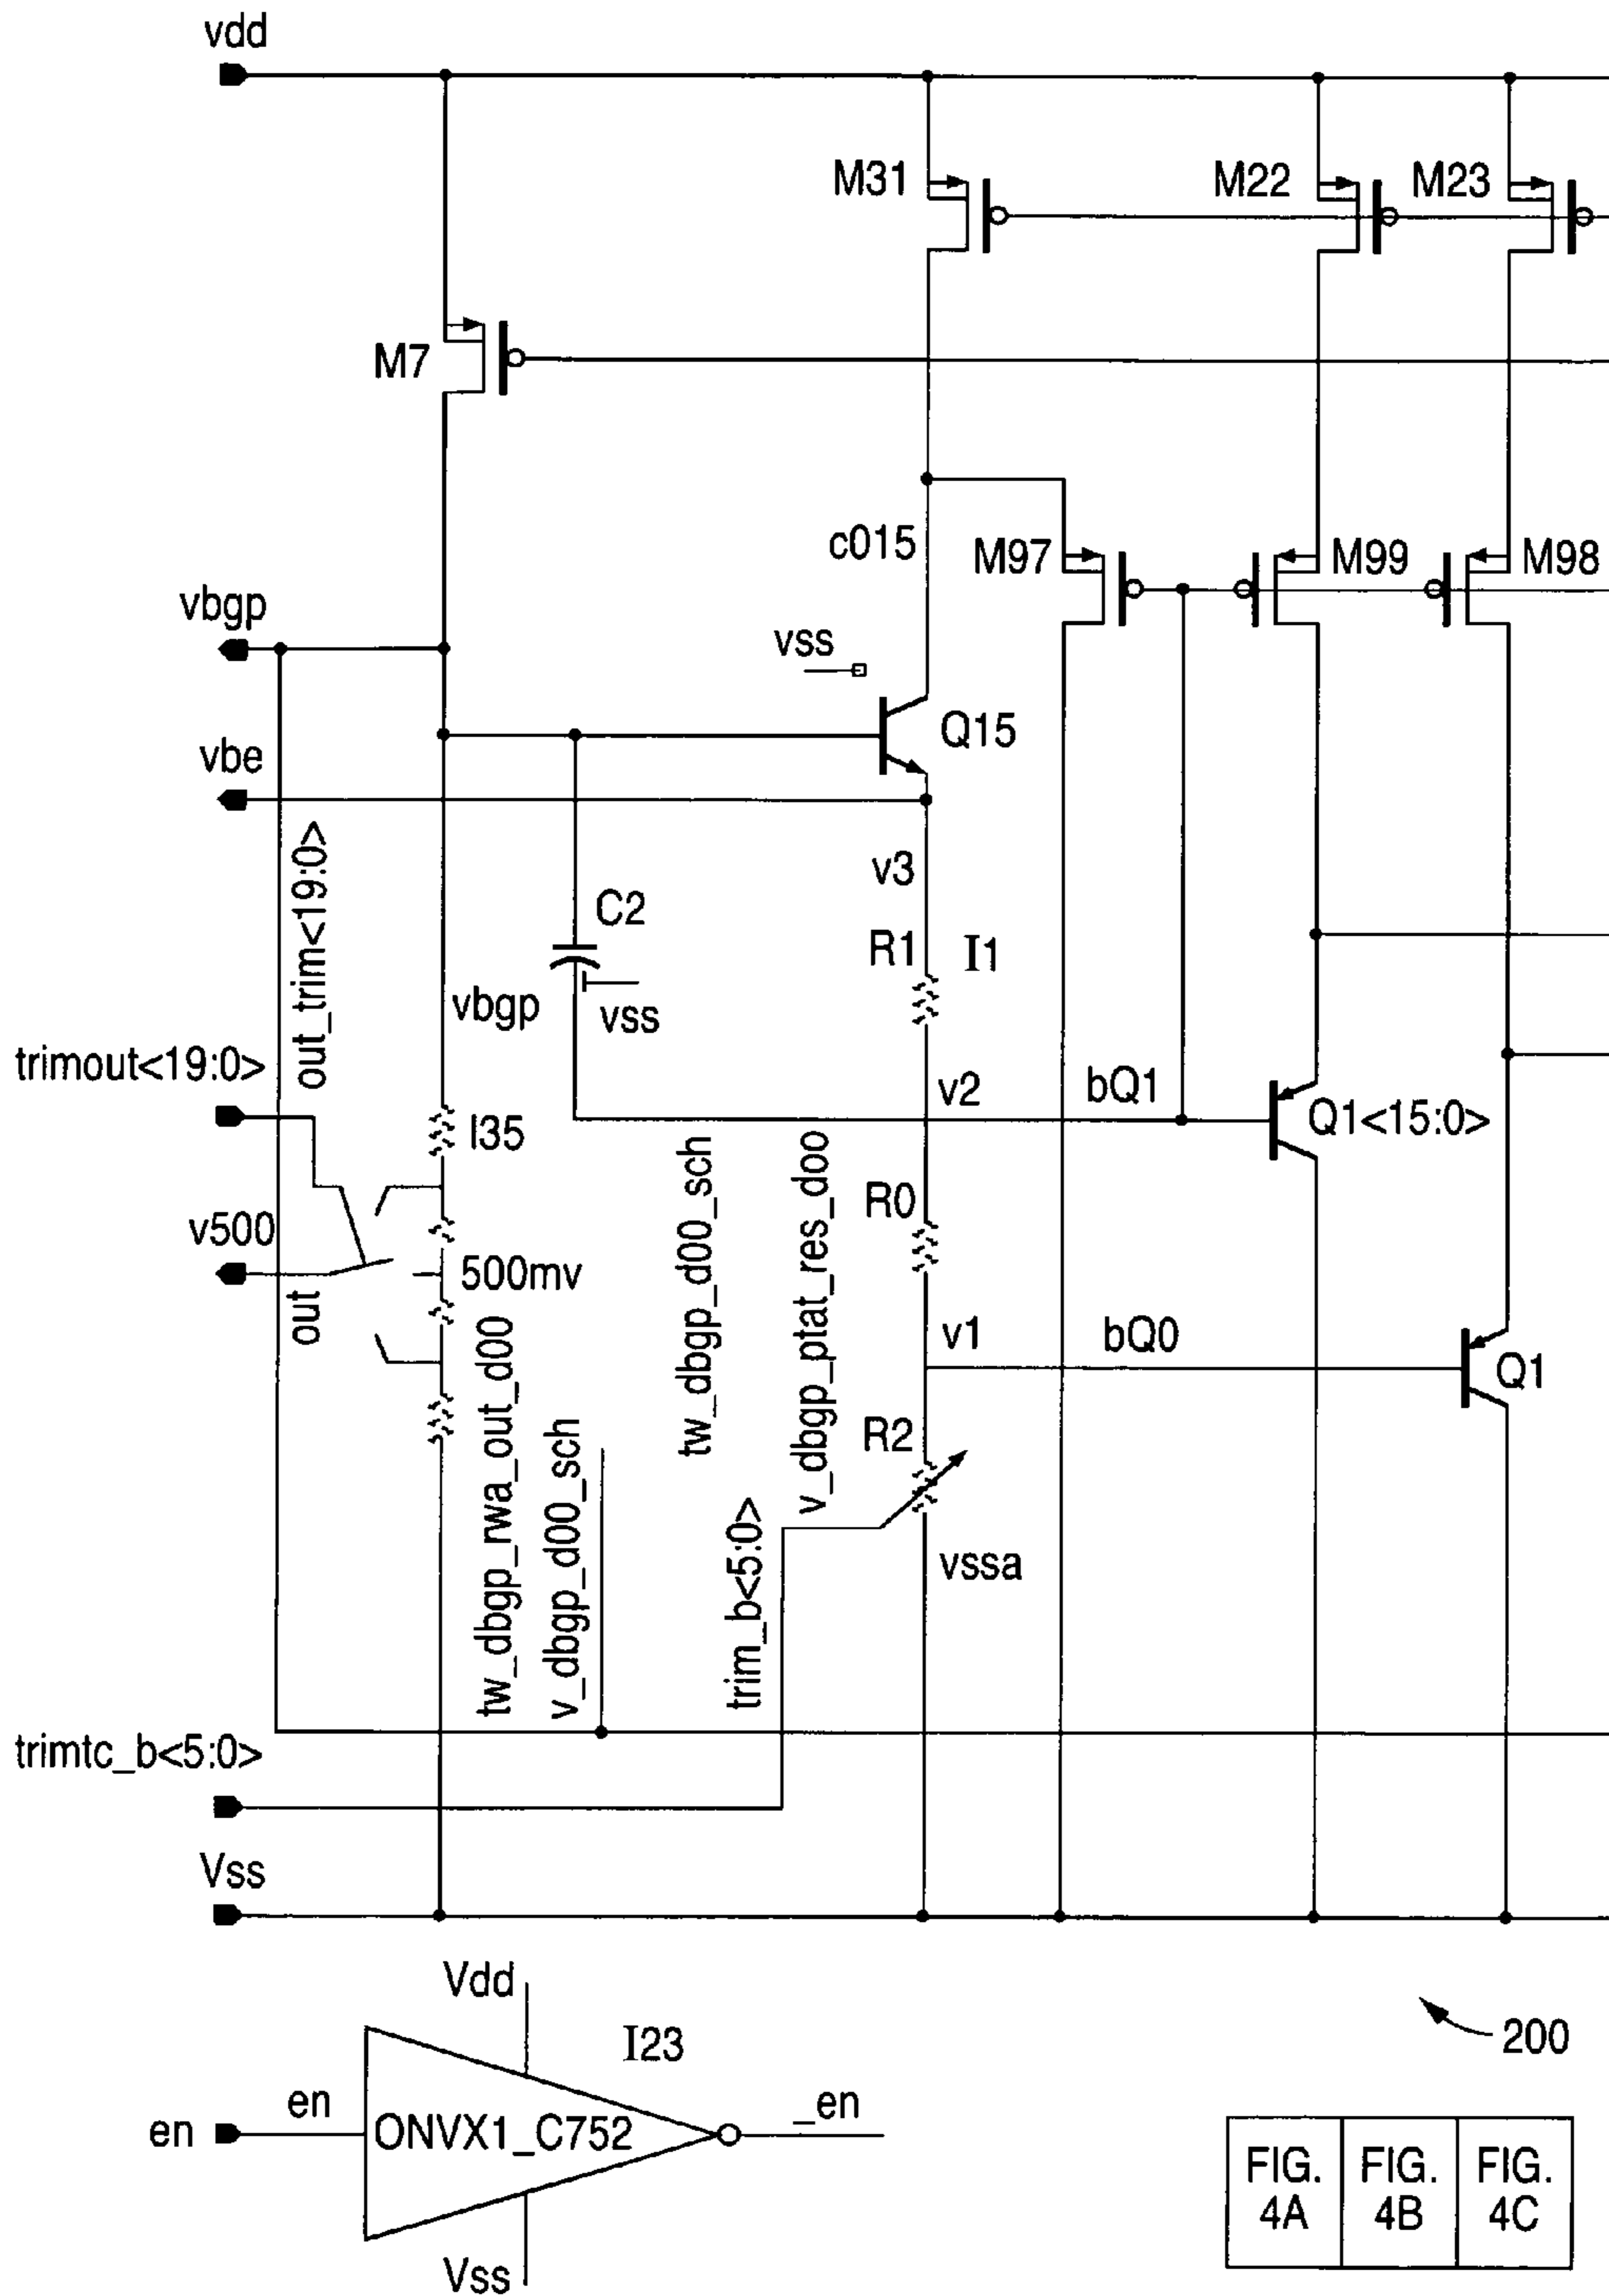 vdd
M31
M22
M23
M7
c015
M97
M99
M98
vbgp
vss
Q15
vbe
v3
out_trim<19:0>
C2
R1
I1
vbgp
vss
trimout<19:0>
v2
bQ1
I35
Q1<15:0>
tw_dbgp_d00_sch
v_dbgp_ptat_res_doo
R0
v500
500mv
out
v1
bQ0
Q1
tw_dbgp_rwa_out_d00
v_dbgp_d00_sch
R2
trim_b<5:0>
vssa
trimtc_b<5:0>
Vss
Vdd
I23
200
en
en
ONVX1_C752
_en
Vss
FIG. 4A
FIG. 4B
FIG. 4C